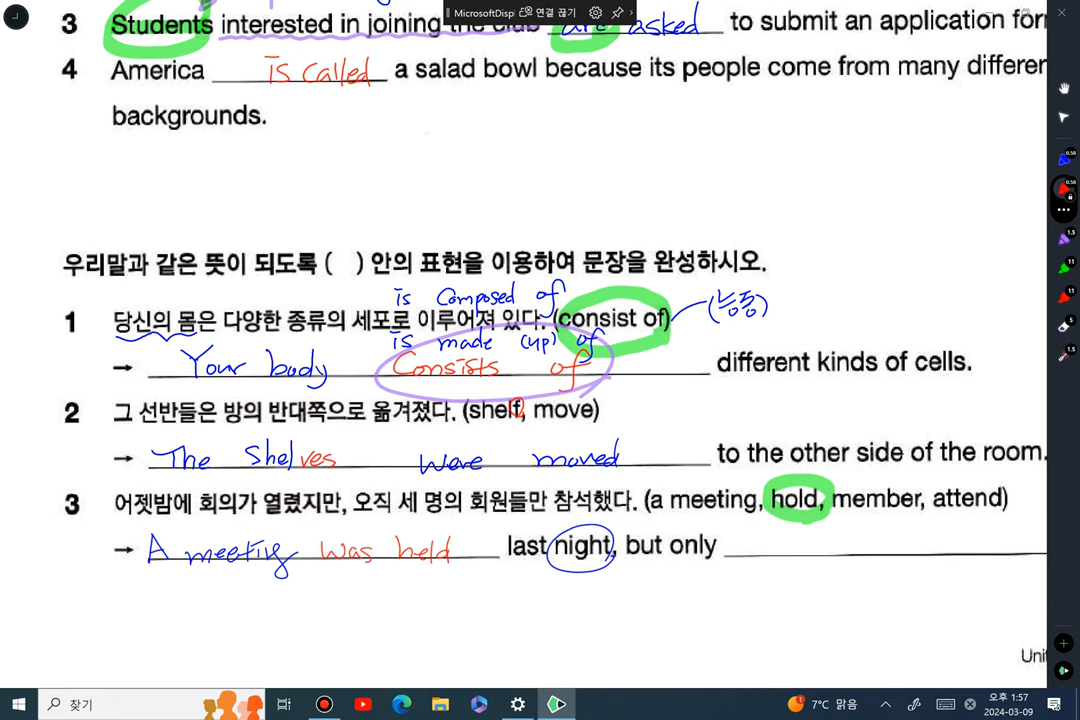 MicrosoftDisp 연결 끊기
3 Students interested in joining the club are asked to submit an application for
4 America is called a salad bowl because its people come from many differen
backgrounds.
우리말과 같은 뜻이 되도록 ( ) 안의 표현을 이용하여 문장을 완성하시오.
is composed of
(능동)
1 당신의 몸은 다양한 종류의 세포로 이루어져 있다. (consist of)
is made (up) of
→ Your body Consists of different kinds of cells.
2 그 선반들은 방의 반대쪽으로 옮겨졌다. (shelf, move)
→ The Shelves were moved to the other side of the room.
3 어젯밤에 회의가 열렸지만, 오직 세 명의 회원들만 참석했다. (a meeting, hold, member, attend)
→ A meeting was held last night, but only
Unit
찾기
7°C 맑음
오후 1:57
2024-03-09